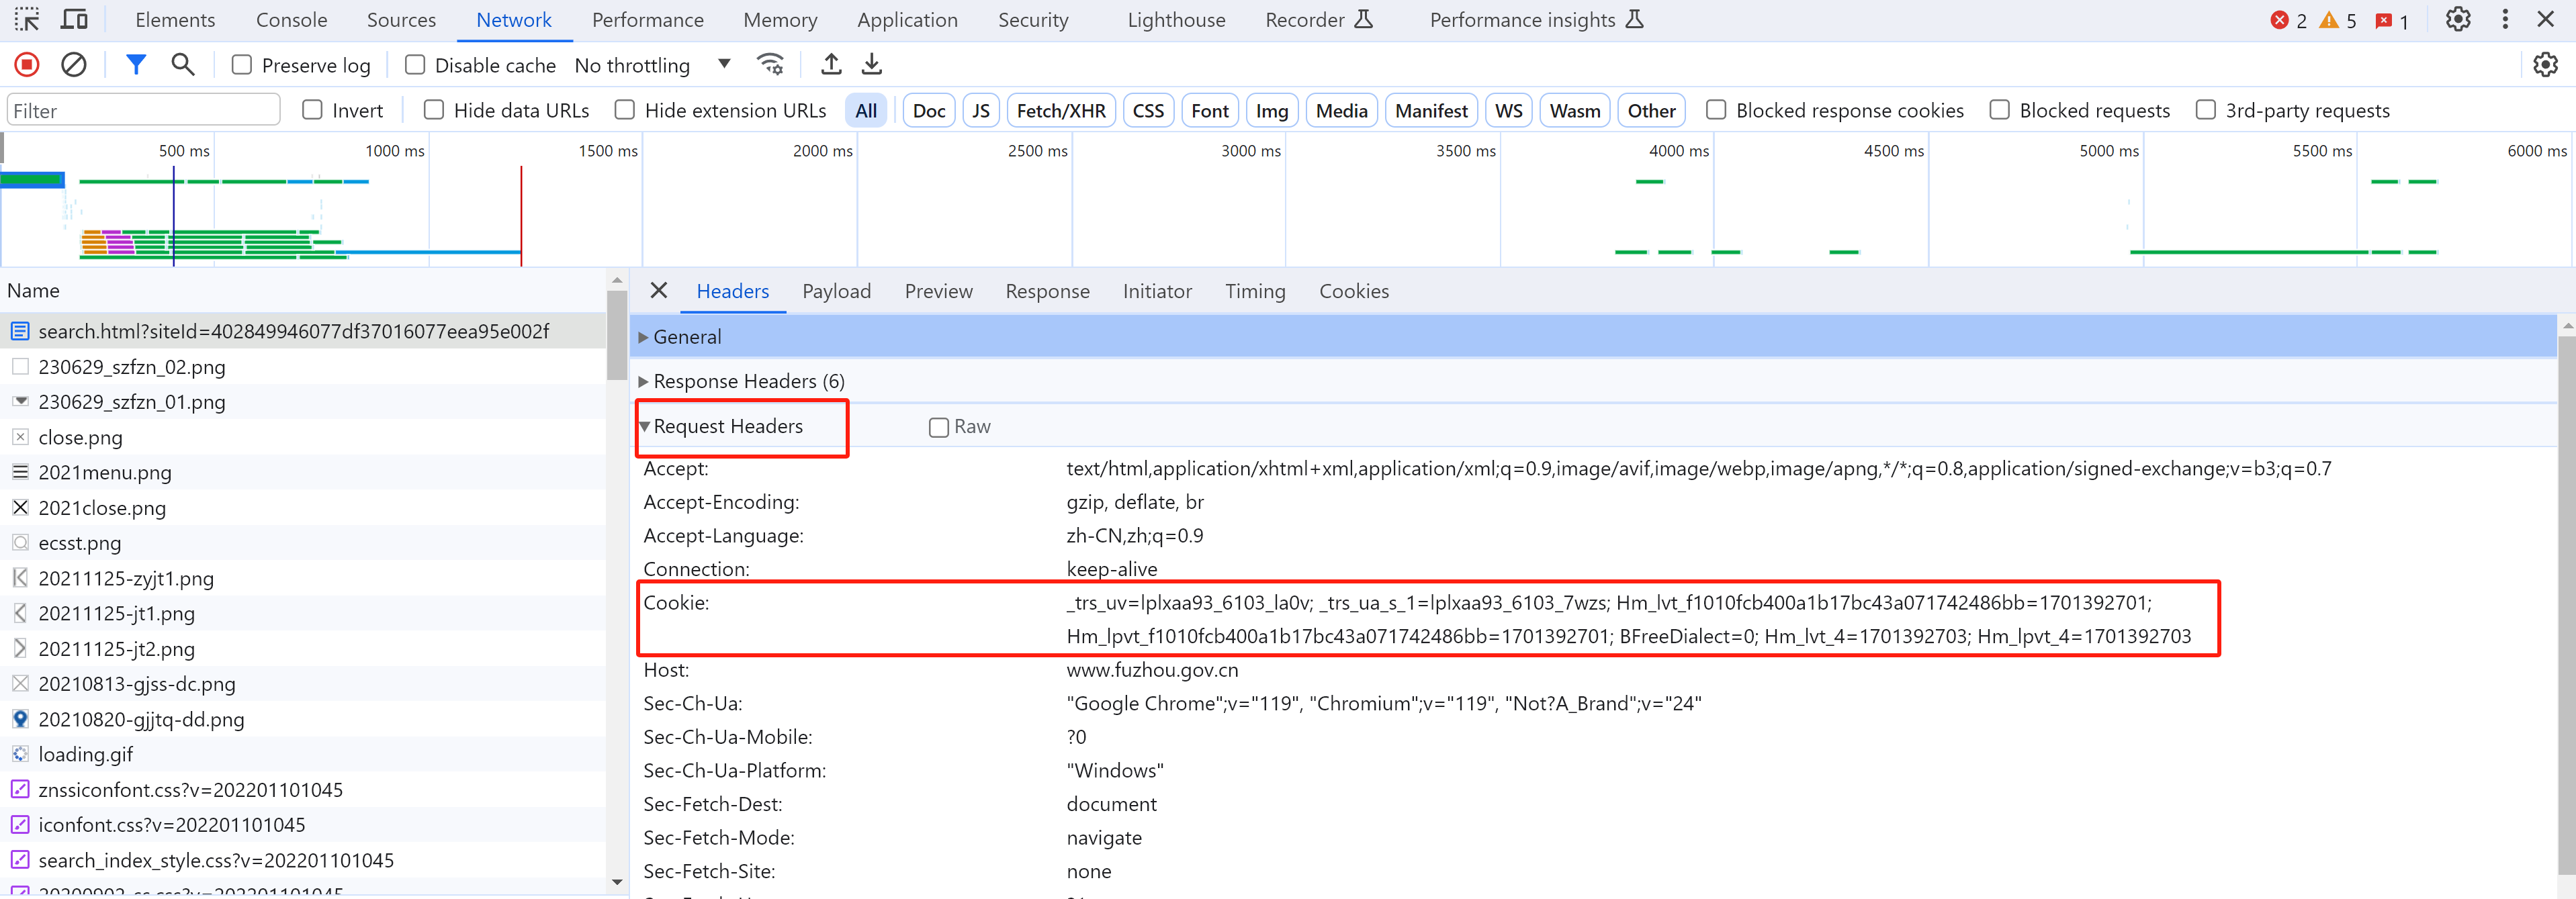 Elements Console Sources Network Performance Memory Application Security Lighthouse Recorder Performance insights 2 5 1
Preserve log Disable cache No throttling
Filter Invert Hide data URLs Hide extension URLs All Doc JS Fetch/XHR CSS Font Img Media Manifest WS Wasm Other Blocked response cookies Blocked requests 3rd-party requests
500 ms 1000 ms 1500 ms 2000 ms 2500 ms 3000 ms 3500 ms 4000 ms 4500 ms 5000 ms 5500 ms 6000 ms
Name
search.html?siteId=402849946077df37016077eea95e002f
230629_szfzn_02.png
230629_szfzn_01.png
close.png
2021menu.png
2021close.png
ecsst.png
20211125-zyjt1.png
20211125-jt1.png
20211125-jt2.png
20210813-gjss-dc.png
20210820-gjjtq-dd.png
loading.gif
znssiconfont.css?v=202201101045
iconfont.css?v=202201101045
search_index_style.css?v=202201101045
Headers Payload Preview Response Initiator Timing Cookies
General
Response Headers (6)
Request Headers Raw
Accept: text/html,application/xhtml+xml,application/xml;q=0.9,image/avif,image/webp,image/apng,*/*;q=0.8,application/signed-exchange;v=b3;q=0.7
Accept-Encoding: gzip, deflate, br
Accept-Language: zh-CN,zh;q=0.9
Connection: keep-alive
Cookie: _trs_uv=lplxaa93_6103_la0v; _trs_ua_s_1=lplxaa93_6103_7wzs; Hm_lvt_f1010fcb400a1b17bc43a071742486bb=1701392701;
Hm_lpvt_f1010fcb400a1b17bc43a071742486bb=1701392701; BFreeDialect=0; Hm_lvt_4=1701392703; Hm_lpvt_4=1701392703
Host: www.fuzhou.gov.cn
Sec-Ch-Ua: "Google Chrome";v="119", "Chromium";v="119", "Not?A_Brand";v="24"
Sec-Ch-Ua-Mobile: ?0
Sec-Ch-Ua-Platform: "Windows"
Sec-Fetch-Dest: document
Sec-Fetch-Mode: navigate
Sec-Fetch-Site: none